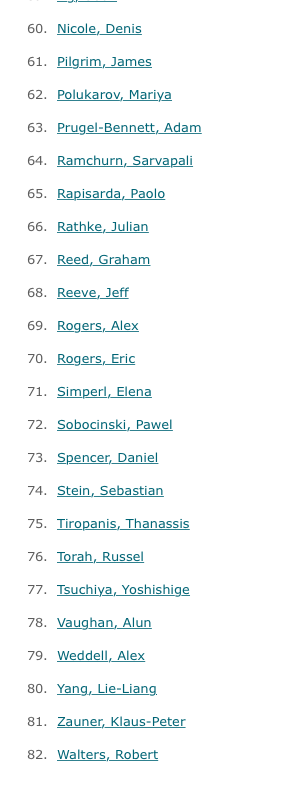 60. Nicole, Denis
61. Pilgrim, James
62. Polukarov, Mariya
63. Prugel-Bennett, Adam
64. Ramchurn, Sarvapali
65. Rapisarda, Paolo
66. Rathke, Julian
67. Reed, Graham
68. Reeve, Jeff
69. Rogers, Alex
70. Rogers, Eric
71. Simperl, Elena
72. Sobocinski, Pawel
73. Spencer, Daniel
74. Stein, Sebastian
75. Tiropanis, Thanassis
76. Torah, Russel
77. Tsuchiya, Yoshishige
78. Vaughan, Alun
79. Weddell, Alex
80. Yang, Lie-Liang
81. Zauner, Klaus-Peter
82. Walters, Robert